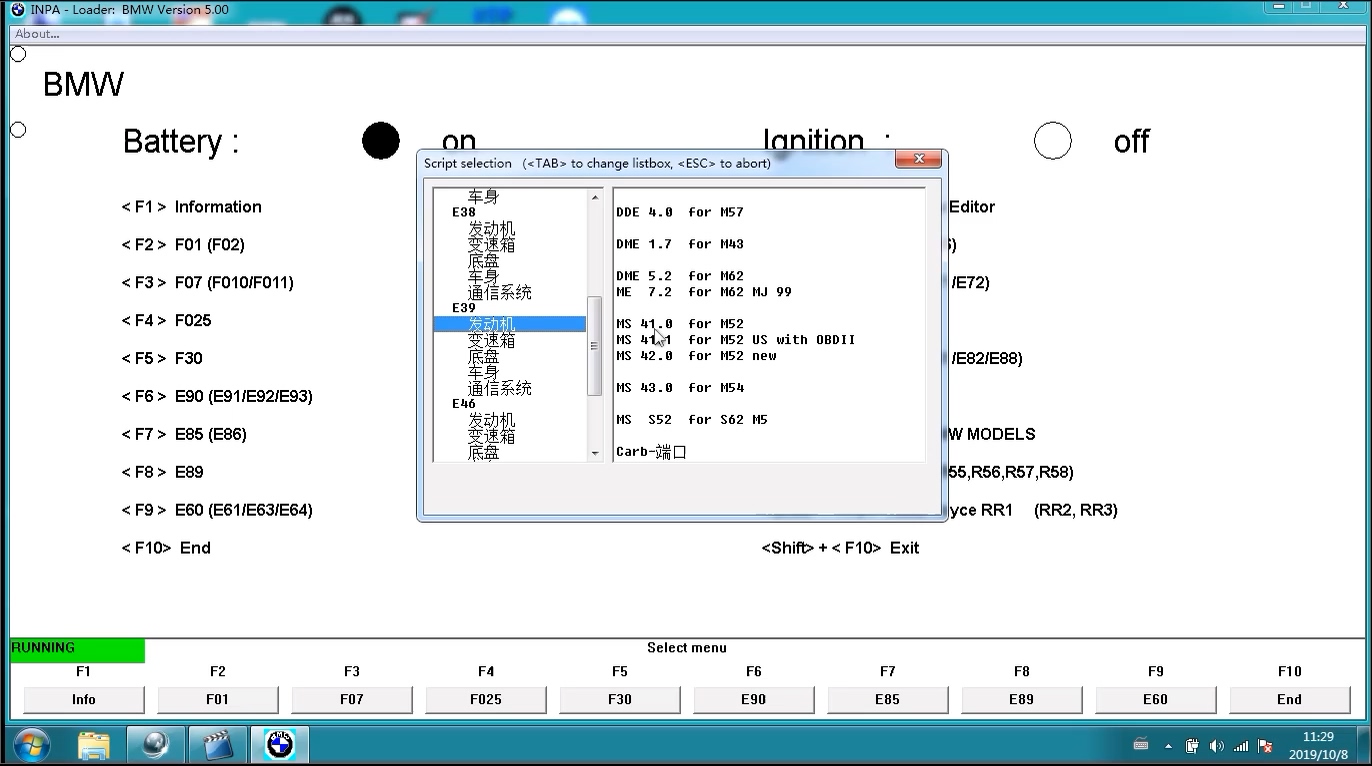 INPA - Loader: BMW Version 5.00
About...
BMW
Battery : on Ignition : off
Script selection (<TAB> to change listbox, <ESC> to abort)
车身
E38
发动机
变速箱
底盘
车身
通信系统
E39
发动机
变速箱
底盘
车身
通信系统
E46
发动机
变速箱
底盘
DDE 4.0 for M57
DME 1.7 for M43
DME 5.2 for M62
ME 7.2 for M62 MJ 99
MS 41.0 for M52
MS 41.1 for M52 US with OBDII
MS 42.0 for M52 new
MS 43.0 for M54
MS S52 for S62 M5
Carb-端口
< F1 > Information
< F2 > F01 (F02)
< F3 > F07 (F010/F011)
< F4 > F025
< F5 > F30
< F6 > E90 (E91/E92/E93)
< F7 > E85 (E86)
< F8 > E89
< F9 > E60 (E61/E63/E64)
< F10> End
Editor
)
/E72)
/E82/E88)
W MODELS
55,R56,R57,R58)
yce RR1 (RR2, RR3)
<Shift> + < F10> Exit
RUNNING
Select menu
F1 F2 F3 F4 F5 F6 F7 F8 F9 F10
Info F01 F07 F025 F30 E90 E85 E89 E60 End
11:29
2019/10/8